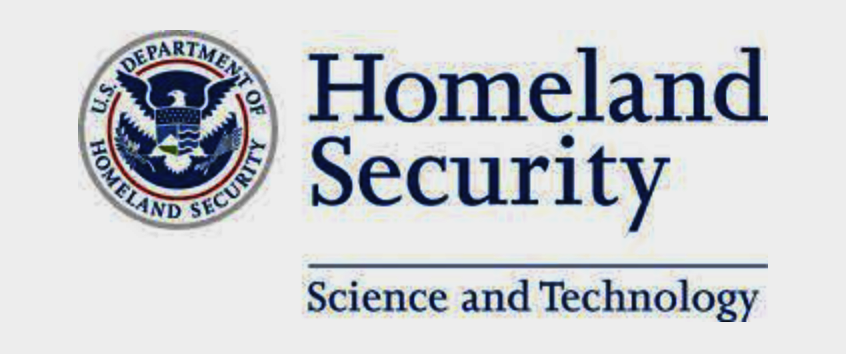 U.S. DEPARTMENT OF
HOMELAND SECURITY
Homeland
Security
Science and Technology